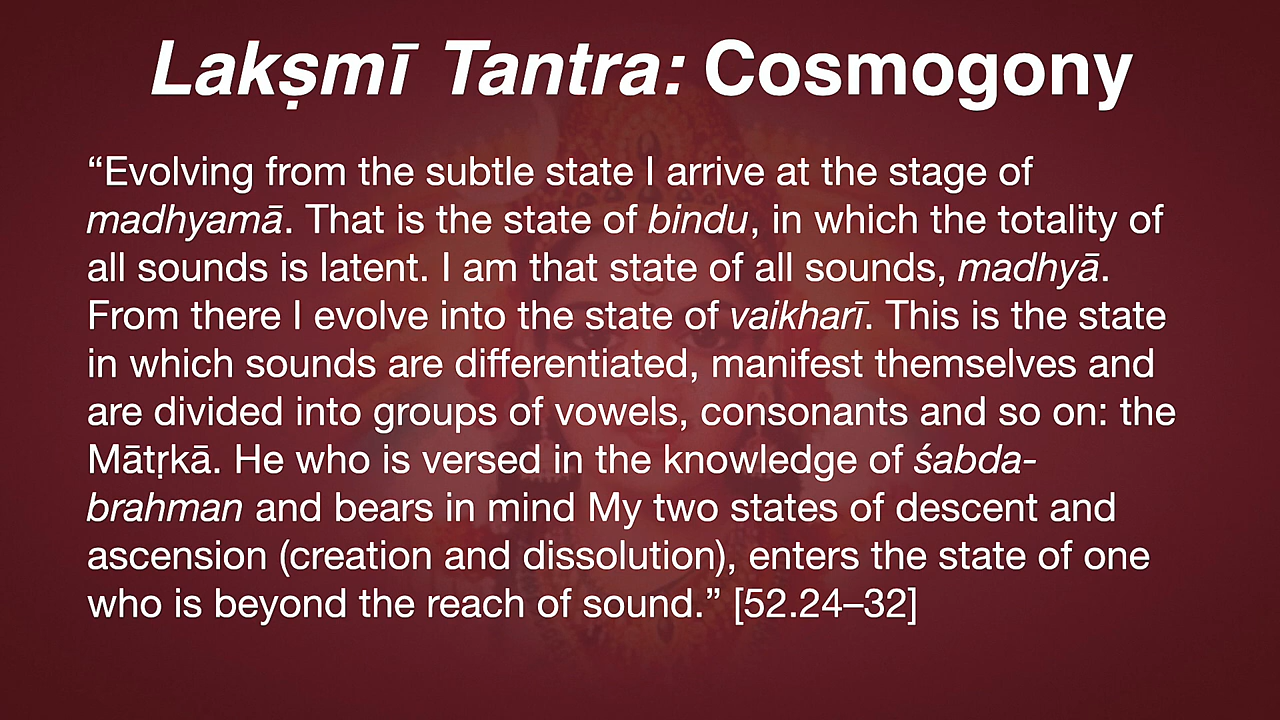 Lakṣmī Tantra: Cosmogony
“Evolving from the subtle state I arrive at the stage of
madhyamā. That is the state of bindu, in which the totality of
all sounds is latent. I am that state of all sounds, madhyā.
From there I evolve into the state of vaikharī. This is the state
in which sounds are differentiated, manifest themselves and
are divided into groups of vowels, consonants and so on: the
Mātṛkā. He who is versed in the knowledge of śabda-
brahman and bears in mind My two states of descent and
ascension (creation and dissolution), enters the state of one
who is beyond the reach of sound.” [52.24–32]